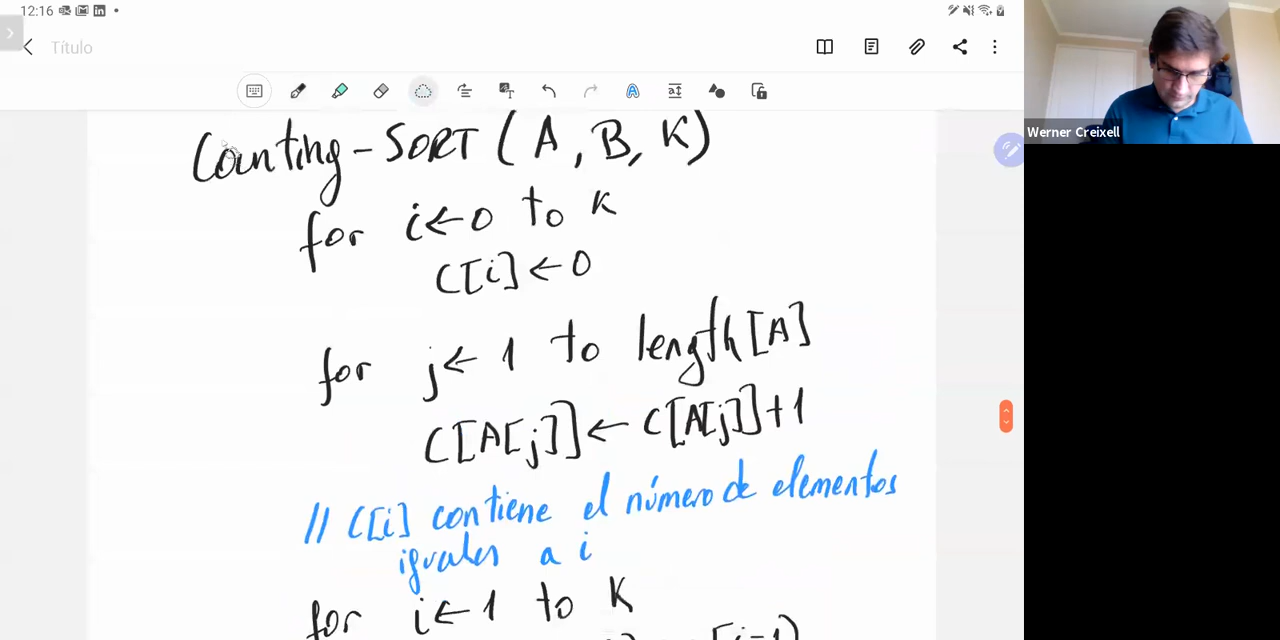 12:16
Título
Werner Creixell
Counting-SORT (A, B, K)
for i←0 to K
C[i]←0
for j←1 to length[A]
C[A[j]]←C[A[j]]+1
// C[i] contiene el número de elementos
iguales a i
for i←1 to K
[i-1)